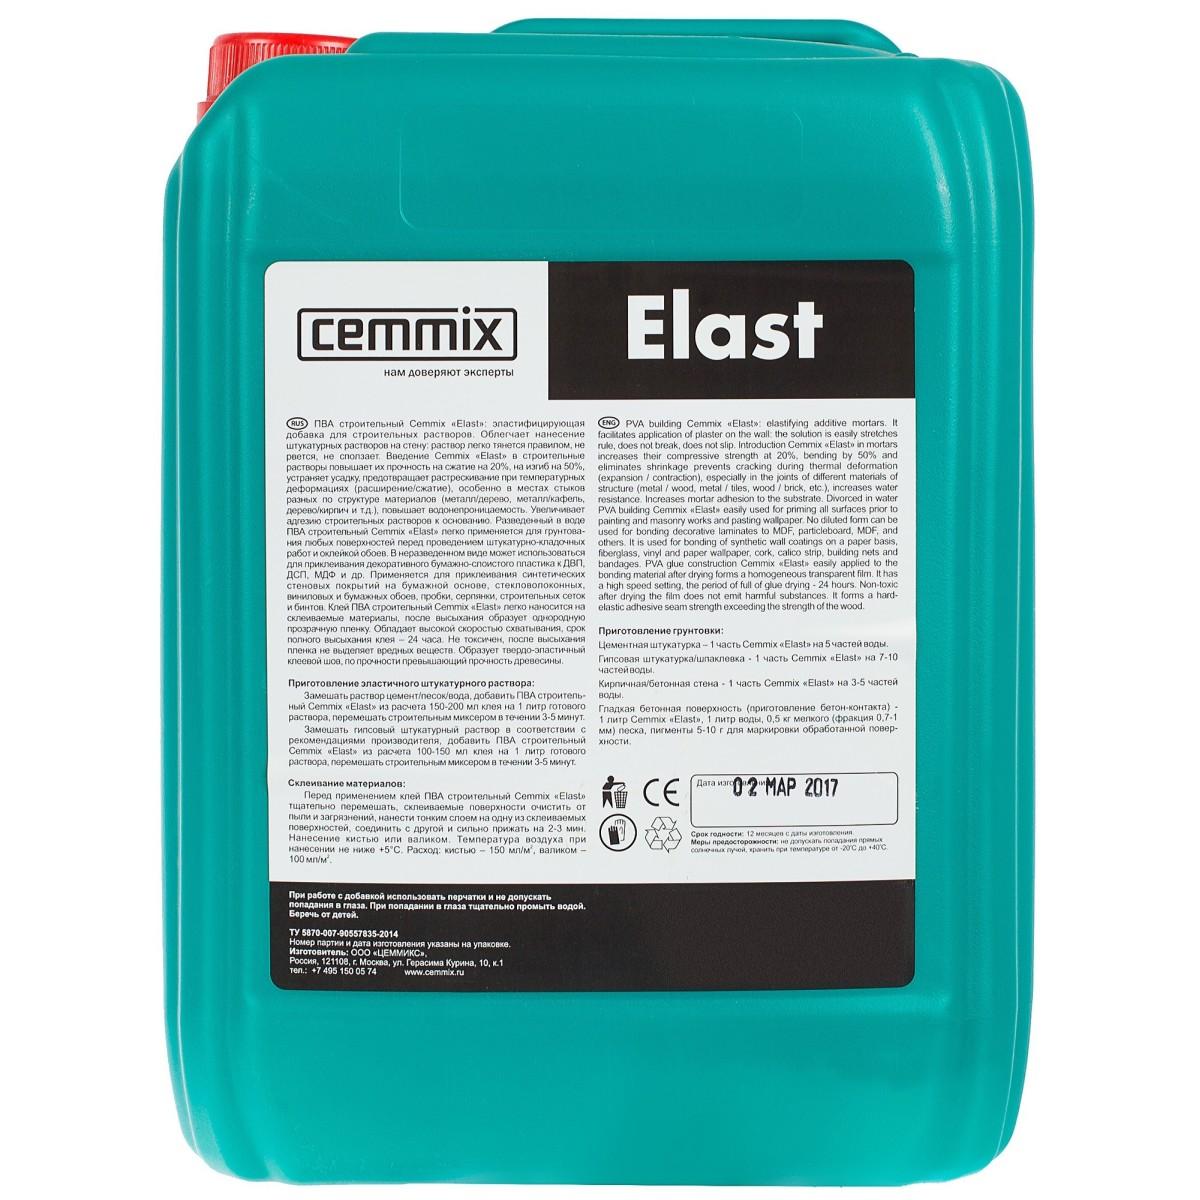 cemmix
нам доверяют эксперты
Elast
RUS ПВА строительный Cemmix «Elast»: эластифицирующая
добавка для строительных растворов. Облегчает нанесение
штукатурных растворов на стену: раствор легко тянется правилом, не
рвется, не сползает. Введение Cemmix «Elast» в строительные
растворы повышает их прочность на сжатие на 20%, на изгиб на 50%,
устраняет усадку, предотвращает растрескивание при температурных
деформациях (расширение/сжатие), особенно в местах стыков
разных по структуре материалов (металл/дерево, металл/кафель,
дерево/кирпич и т.д.), повышает водонепроницаемость. Увеличивает
адгезию строительных растворов к основанию. Разведенный в воде
ПВА строительный Cemmix «Elast» легко применяется для грунтова-
ния любых поверхностей перед проведением штукатурно-кладочных
работ и оклейкой обоев. В неразведенном виде может использоваться
для приклеивания декоративного бумажно-слоистого пластика к ДВП,
ДСП, МДФ и др. Применяется для приклеивания синтетических
стеновых покрытий на бумажной основе, стекловолоконных,
виниловых и бумажных обоев, пробки, серпянки, строительных сеток
и бинтов. Клей ПВА строительный Cemmix «Elast» легко наносится на
склеиваемые материалы, после высыхания образует однородную
прозрачную пленку. Обладает высокой скоростью схватывания, срок
полного высыхания клея – 24 часа. Не токсичен, после высыхания
пленка не выделяет вредных веществ. Образует твердо-эластичный
клеевой шов, по прочности превышающий прочность древесины.
Приготовление эластичного штукатурного раствора:
Замешать раствор цемент/песок/вода, добавить ПВА строитель-
ный Cemmix «Elast» из расчета 150-200 мл клея на 1 литр готового
раствора, перемешать строительным миксером в течении 3-5 минут.
Замешать гипсовый штукатурный раствор в соответствии с
рекомендациями производителя, добавить ПВА строительный
Cemmix «Elast» из расчета 100-150 мл клея на 1 литр готового
раствора, перемешать строительным миксером в течении 3-5 минут.
Склеивание материалов:
Перед применением клей ПВА строительный Cemmix «Elast»
тщательно перемешать, склеиваемые поверхности очистить от
пыли и загрязнений, нанести тонким слоем на одну из склеиваемых
поверхностей, соединить с другой и сильно прижать на 2-3 мин.
Нанесение кистью или валиком. Температура воздуха при
нанесении не ниже +5°С. Расход: кистью – 150 мл/м², валиком –
100 мл/м².
ENG PVA building Cemmix «Elast»: elastifying additive mortars. It
facilitates application of plaster on the wall: the solution is easily stretches
rule, does not break, does not slip. Introduction Cemmix «Elast» in mortars
increases their compressive strength at 20%, bending by 50% and
eliminates shrinkage prevents cracking during thermal deformation
(expansion / contraction), especially in the joints of different materials of
structure (metal / wood, metal / tiles, wood / brick, etc.), increases water
resistance. Increases mortar adhesion to the substrate. Divorced in water
PVA building Cemmix «Elast» easily used for priming all surfaces prior to
painting and masonry works and pasting wallpaper. No diluted form can be
used for bonding decorative laminates to MDF, particleboard, MDF, and
others. It is used for bonding of synthetic wall coatings on a paper basis,
fiberglass, vinyl and paper wallpaper, cork, calico strip, building nets and
bandages. PVA glue construction Cemmix «Elast» easily applied to the
bonding material after drying forms a homogeneous transparent film. It has
a high speed setting, the period of full of glue drying - 24 hours. Non-toxic
after drying the film does not emit harmful substances. It forms a hard-
elastic adhesive seam strength exceeding the strength of the wood.
Приготовление грунтовки:
Цементная штукатурка – 1 часть Cemmix «Elast» на 5 частей воды.
Гипсовая штукатурка/шпаклевка - 1 часть Cemmix «Elast» на 7-10
частей воды.
Кирпичная/бетонная стена - 1 часть Cemmix «Elast» на 3-5 частей
воды.
Гладкая бетонная поверхность (приготовление бетон-контакта) -
1 литр Cemmix «Elast», 1 литр воды, 0,5 кг мелкого (фракция 0,7-1
мм) песка, пигменты 5-10 г для маркировки обработанной повер-
хности.
CE
Дата изготовления:
02 МАР 2017
Срок годности: 12 месяцев с даты изготовления.
Меры предосторожности: не допускать попадания прямых
солнечных лучей, хранить при температуре от -20°С до +40°С.
При работе с добавкой использовать перчатки и не допускать
попадания в глаза. При попадании в глаза тщательно промыть водой.
Беречь от детей.
ТУ 5870-007-90557835-2014
Номер партии и дата изготовления указаны на упаковке.
Изготовитель: ООО «ЦЕММИКС»,
Россия, 121108, г. Москва, ул. Герасима Курина, 10, к.1
тел.: +7 495 150 05 74 www.cemmix.ru